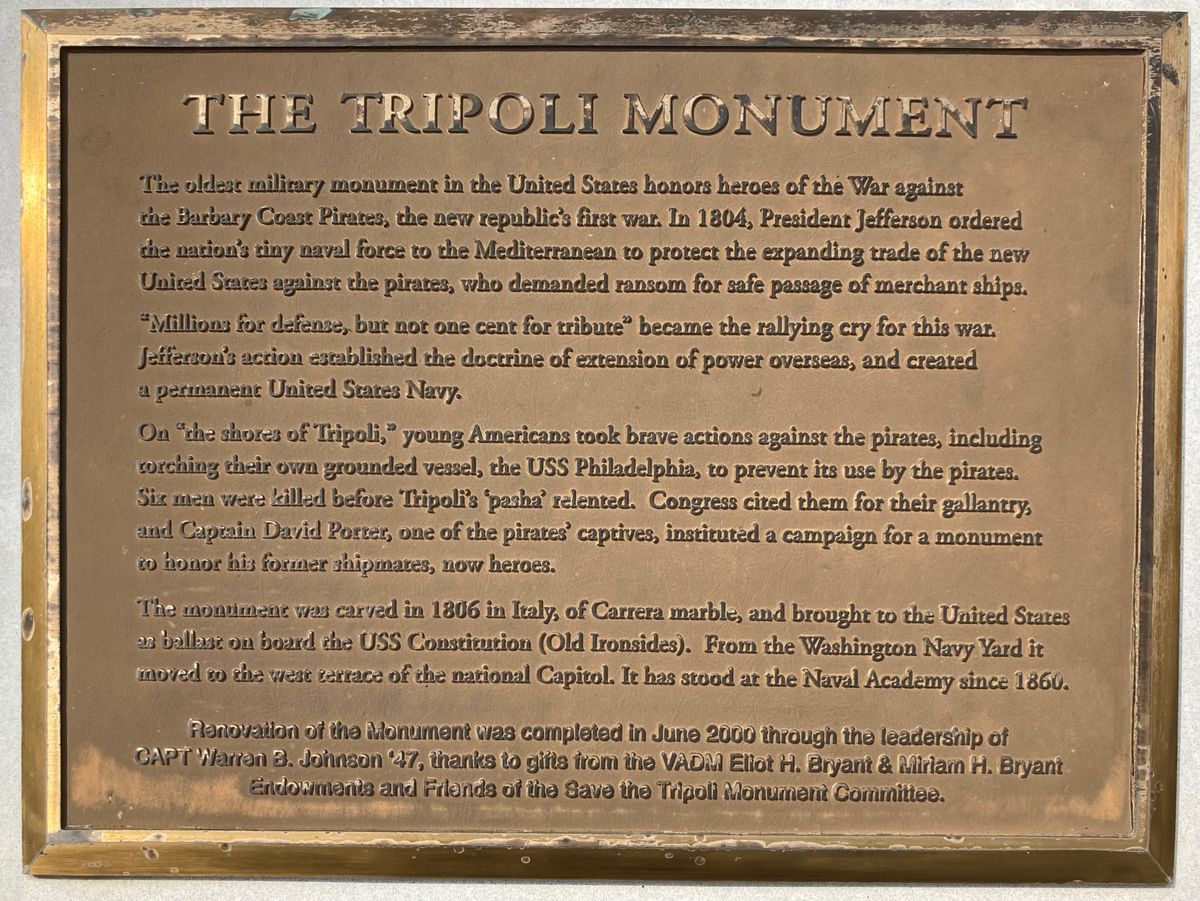 THE TRIPOLI MONUMENT
The oldest military monument in the United States honors heroes of the War against
the Barbary Coast Pirates, the new republic's first war. In 1804, President Jefferson ordered
the nation's tiny naval force to the Mediterranean to protect the expanding trade of the new
United States against the pirates, who demanded ransom for safe passage of merchant ships.
"Millions for defense, but not one cent for tribute" became the rallying cry for this war.
Jefferson's action established the doctrine of extension of power overseas, and created
a permanent United States Navy.
On "the shores of Tripoli," young Americans took brave actions against the pirates, including
torching their own grounded vessel, the USS Philadelphia, to prevent its use by the pirates.
Six men were killed before Tripoli's 'pasha' relented. Congress cited them for their gallantry,
and Captain David Porter, one of the pirates' captives, instituted a campaign for a monument
to honor his former shipmates, now heroes.
The monument was carved in 1806 in Italy, of Carrera marble, and brought to the United States
as ballast on board the USS Constitution (Old Ironsides). From the Washington Navy Yard it
moved to the west terrace of the national Capitol. It has stood at the Naval Academy since 1860.
Renovation of the Monument was completed in June 2000 through the leadership of
CAPT Warren B. Johnson '47, thanks to gifts from the VADM Eliot H. Bryant & Miriam H. Bryant
Endowments and Friends of the Save the Tripoli Monument Committee.